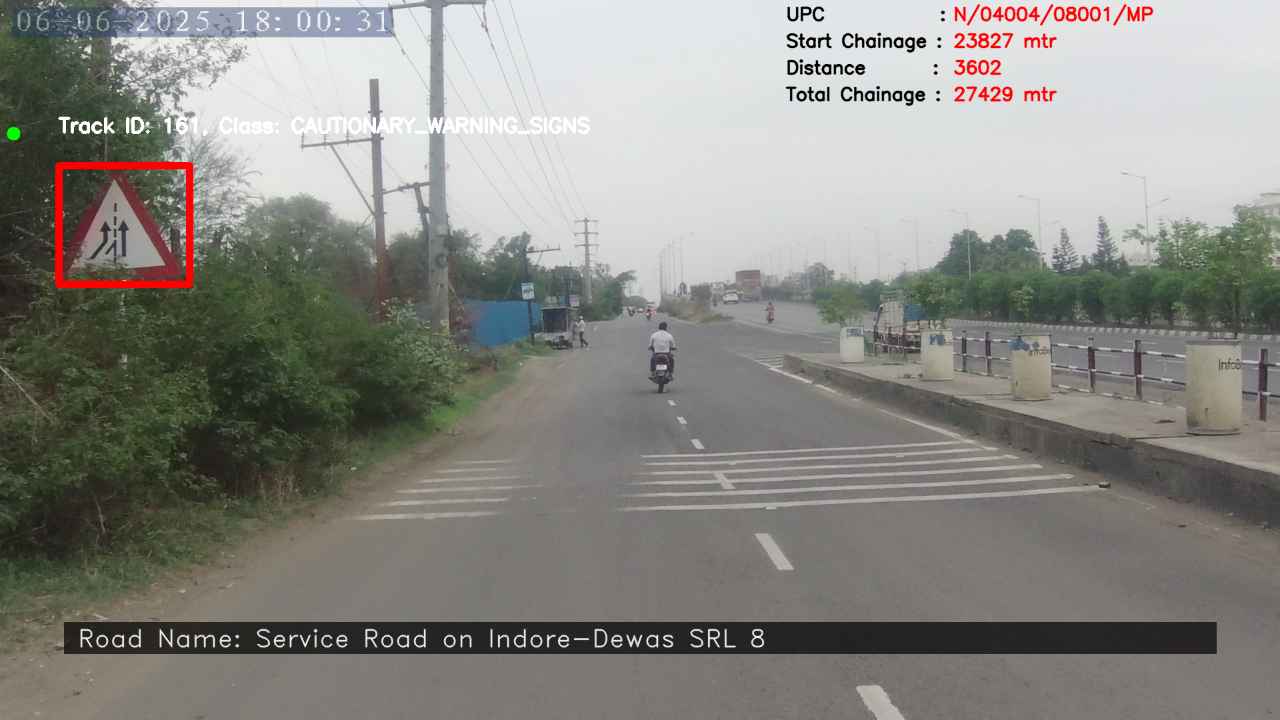 06-06-2025 18:00:31
UPC : N/04004/08001/MP
Start Chainage : 23827 mtr
Distance : 3602
Total Chainage : 27429 mtr
Track ID: 161, Class: CAUTIONARY_WARNING_SIGNS
Road Name: Service Road on Indore-Dewas SRL 8